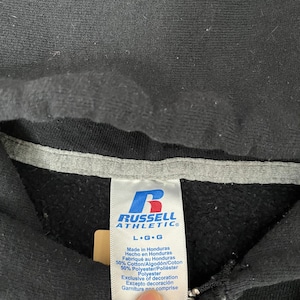 RUSSELL
ATHLETIC®
L•G•G
Made in Honduras
Hecho en Honduras
Fabriqué au Honduras
50% Cotton/Algodón/Coton
50% Polyester/Poliéster
Polyester
Exclusive of decoration
Excepto decoración
Garniture non comprise